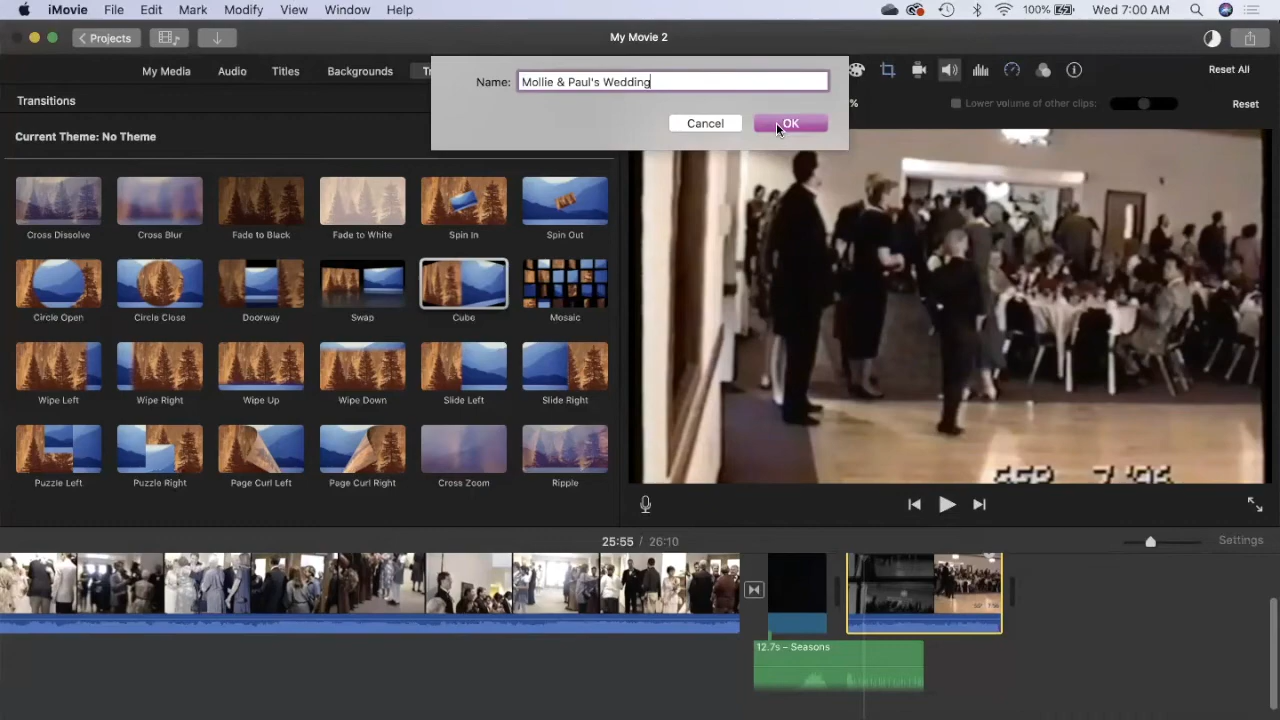 iMovie File Edit Mark Modify View Window Help 100% Wed 7:00 AM
Projects My Movie 2
My Media Audio Titles Backgrounds Reset All
Name: Mollie & Paul's Wedding
Cancel OK
Lower volume of other clips: Reset
Transitions
Current Theme: No Theme
Cross Dissolve Cross Blur Fade to Black Fade to White Spin In Spin Out
Circle Open Circle Close Doorway Swap Cube Mosaic
Wipe Left Wipe Right Wipe Up Wipe Down Slide Left Slide Right
Puzzle Left Puzzle Right Page Curl Left Page Curl Right Cross Zoom Ripple
SEP 7 '96
25:55 / 26:10 Settings
12.7s – Seasons